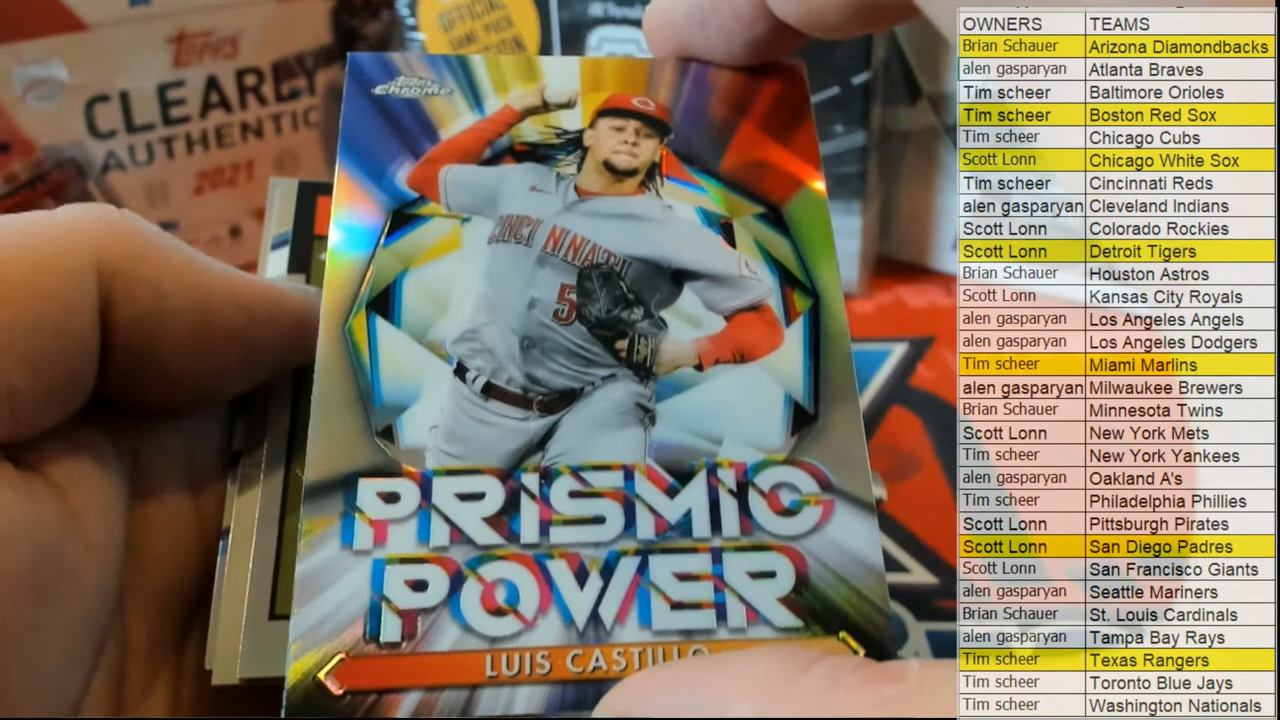 Topps
CLEARLY
AUTHENTIC
2021
OFFICIAL
Topps
Chrome
CINCINNATI
5
PRISMIC
POWER
LUIS CASTILLO
OWNERS TEAMS
Brian Schauer Arizona Diamondbacks
alen gasparyan Atlanta Braves
Tim scheer Baltimore Orioles
Tim scheer Boston Red Sox
Tim scheer Chicago Cubs
Scott Lonn Chicago White Sox
Tim scheer Cincinnati Reds
alen gasparyan Cleveland Indians
Scott Lonn Colorado Rockies
Scott Lonn Detroit Tigers
Brian Schauer Houston Astros
Scott Lonn Kansas City Royals
alen gasparyan Los Angeles Angels
alen gasparyan Los Angeles Dodgers
Tim scheer Miami Marlins
alen gasparyan Milwaukee Brewers
Brian Schauer Minnesota Twins
Scott Lonn New York Mets
Tim scheer New York Yankees
alen gasparyan Oakland A's
Tim scheer Philadelphia Phillies
Scott Lonn Pittsburgh Pirates
Scott Lonn San Diego Padres
Scott Lonn San Francisco Giants
alen gasparyan Seattle Mariners
Brian Schauer St. Louis Cardinals
alen gasparyan Tampa Bay Rays
Tim scheer Texas Rangers
Tim scheer Toronto Blue Jays
Tim scheer Washington Nationals